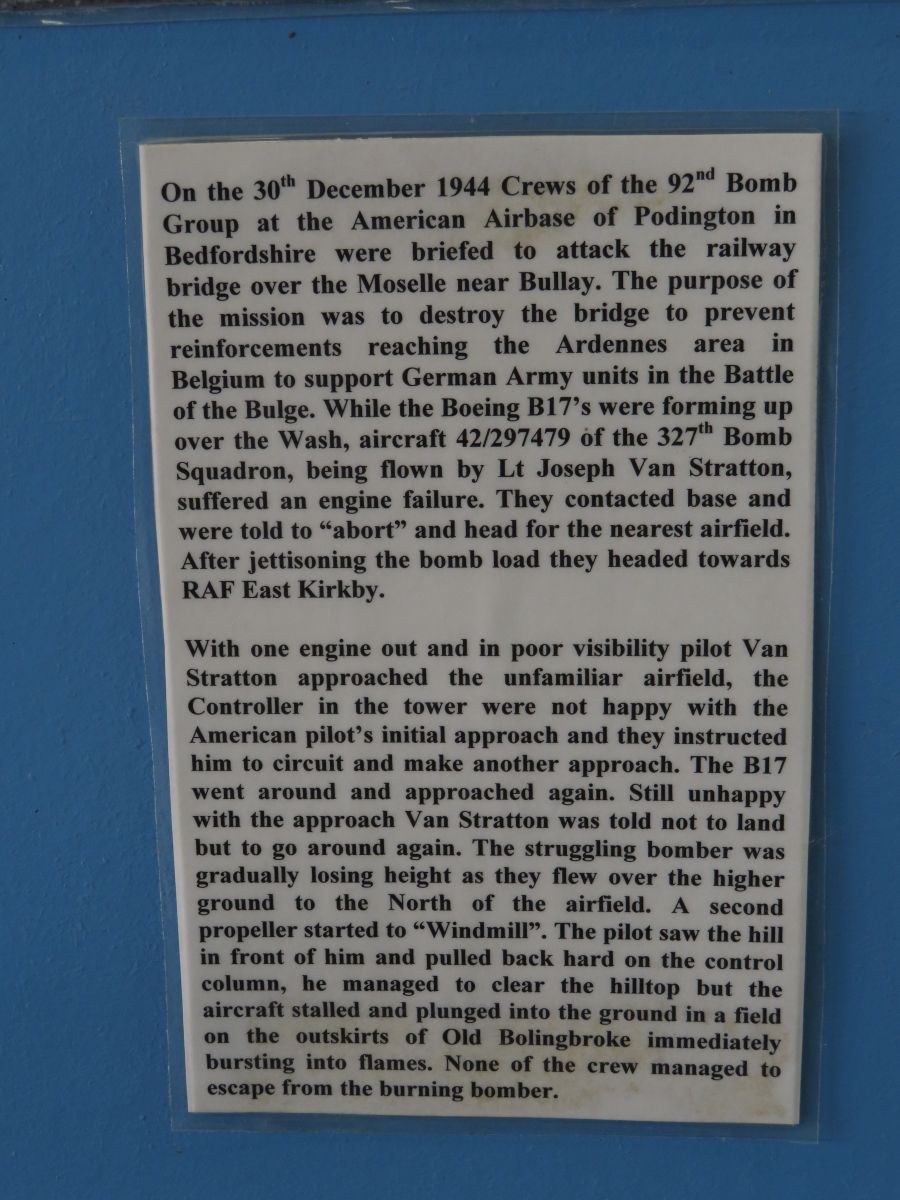 On the 30th December 1944 Crews of the 92nd Bomb
Group at the American Airbase of Podington in
Bedfordshire were briefed to attack the railway
bridge over the Moselle near Bullay. The purpose of
the mission was to destroy the bridge to prevent
reinforcements reaching the Ardennes area in
Belgium to support German Army units in the Battle
of the Bulge. While the Boeing B17's were forming up
over the Wash, aircraft 42/297479 of the 327th Bomb
Squadron, being flown by Lt Joseph Van Stratton,
suffered an engine failure. They contacted base and
were told to “abort” and head for the nearest airfield.
After jettisoning the bomb load they headed towards
RAF East Kirkby.
With one engine out and in poor visibility pilot Van
Stratton approached the unfamiliar airfield, the
Controller in the tower were not happy with the
American pilot's initial approach and they instructed
him to circuit and make another approach. The B17
went around and approached again. Still unhappy
with the approach Van Stratton was told not to land
but to go around again. The struggling bomber was
gradually losing height as they flew over the higher
ground to the North of the airfield. A second
propeller started to “Windmill”. The pilot saw the hill
in front of him and pulled back hard on the control
column, he managed to clear the hilltop but the
aircraft stalled and plunged into the ground in a field
on the outskirts of Old Bolingbroke immediately
bursting into flames. None of the crew managed to
escape from the burning bomber.